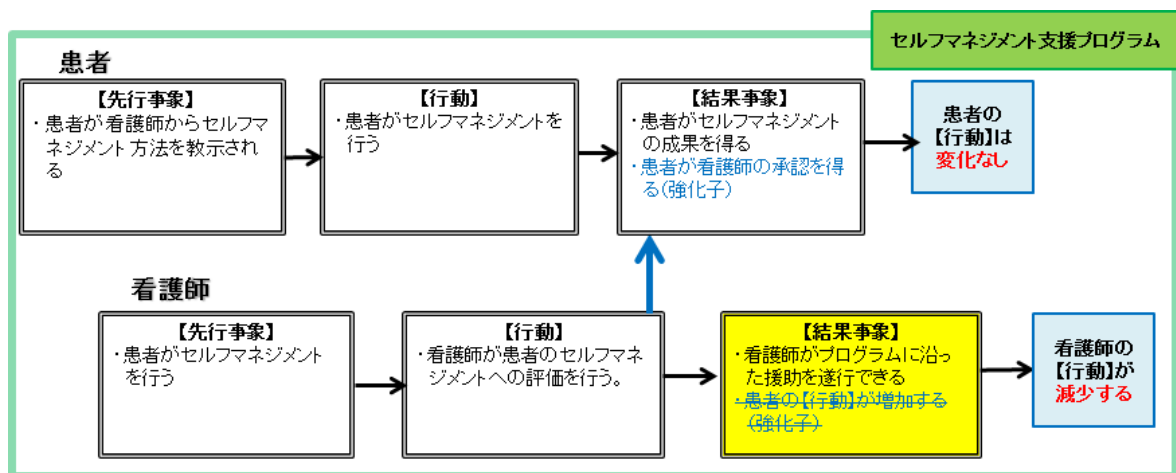 セルフマネジメント支援プログラム
患者
【先行事象】
・患者が看護師からセルフマ
ネジメント方法を教示され
る
【行動】
・患者がセルフマネジメントを
行う
【結果事象】
・患者がセルフマネジメント
の成果を得る
・患者が看護師の承認を得
る(強化子)
患者の
【行動】は
変化なし
看護師
【先行事象】
・患者がセルフマネジメント
を行う
【行動】
・看護師が患者のセルフマ
ネジメントへの評価を行う。
【結果事象】
・看護師がプログラムに沿っ
た援助を遂行できる
・患者の【行動】が増加する
(強化子)
看護師の
【行動】が
減少する